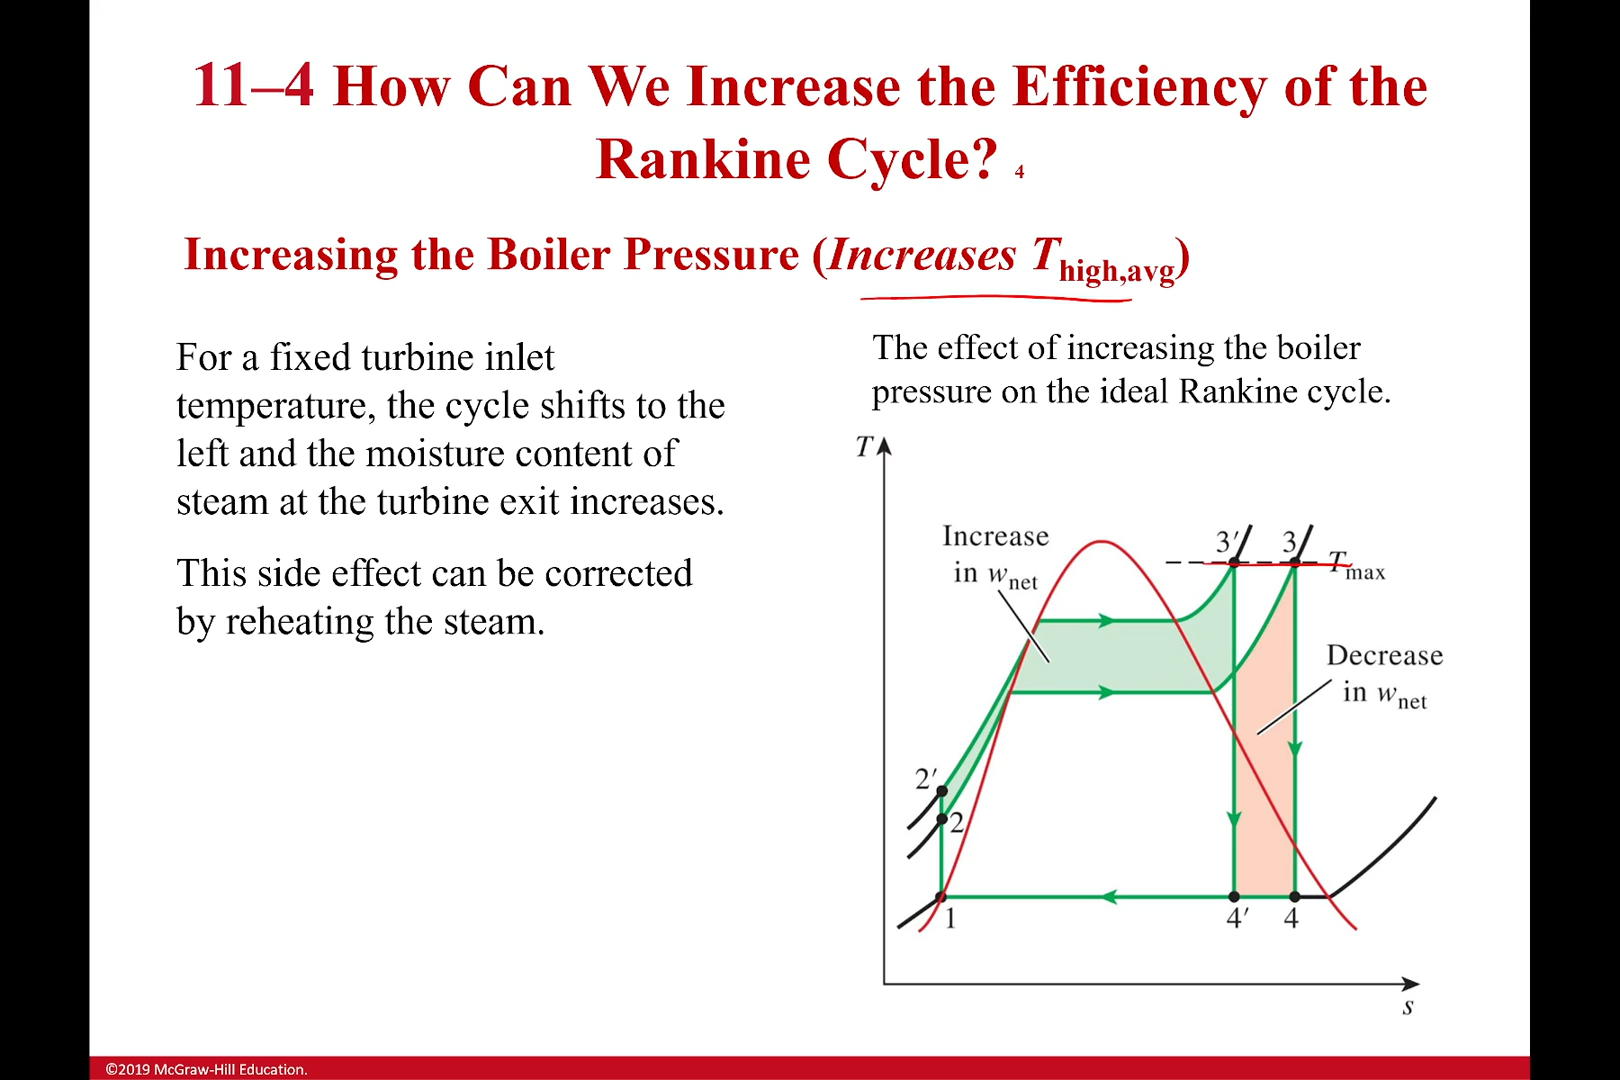 11–4 How Can We Increase the Efficiency of the
Rankine Cycle? 4
Increasing the Boiler Pressure (Increases Thigh,avg)
For a fixed turbine inlet
temperature, the cycle shifts to the
left and the moisture content of
steam at the turbine exit increases.
This side effect can be corrected
by reheating the steam.
The effect of increasing the boiler
pressure on the ideal Rankine cycle.
T
Increase
in wnet
3′
3
Tmax
Decrease
in wnet
2′
2
1
4′
4
s
©2019 McGraw-Hill Education.